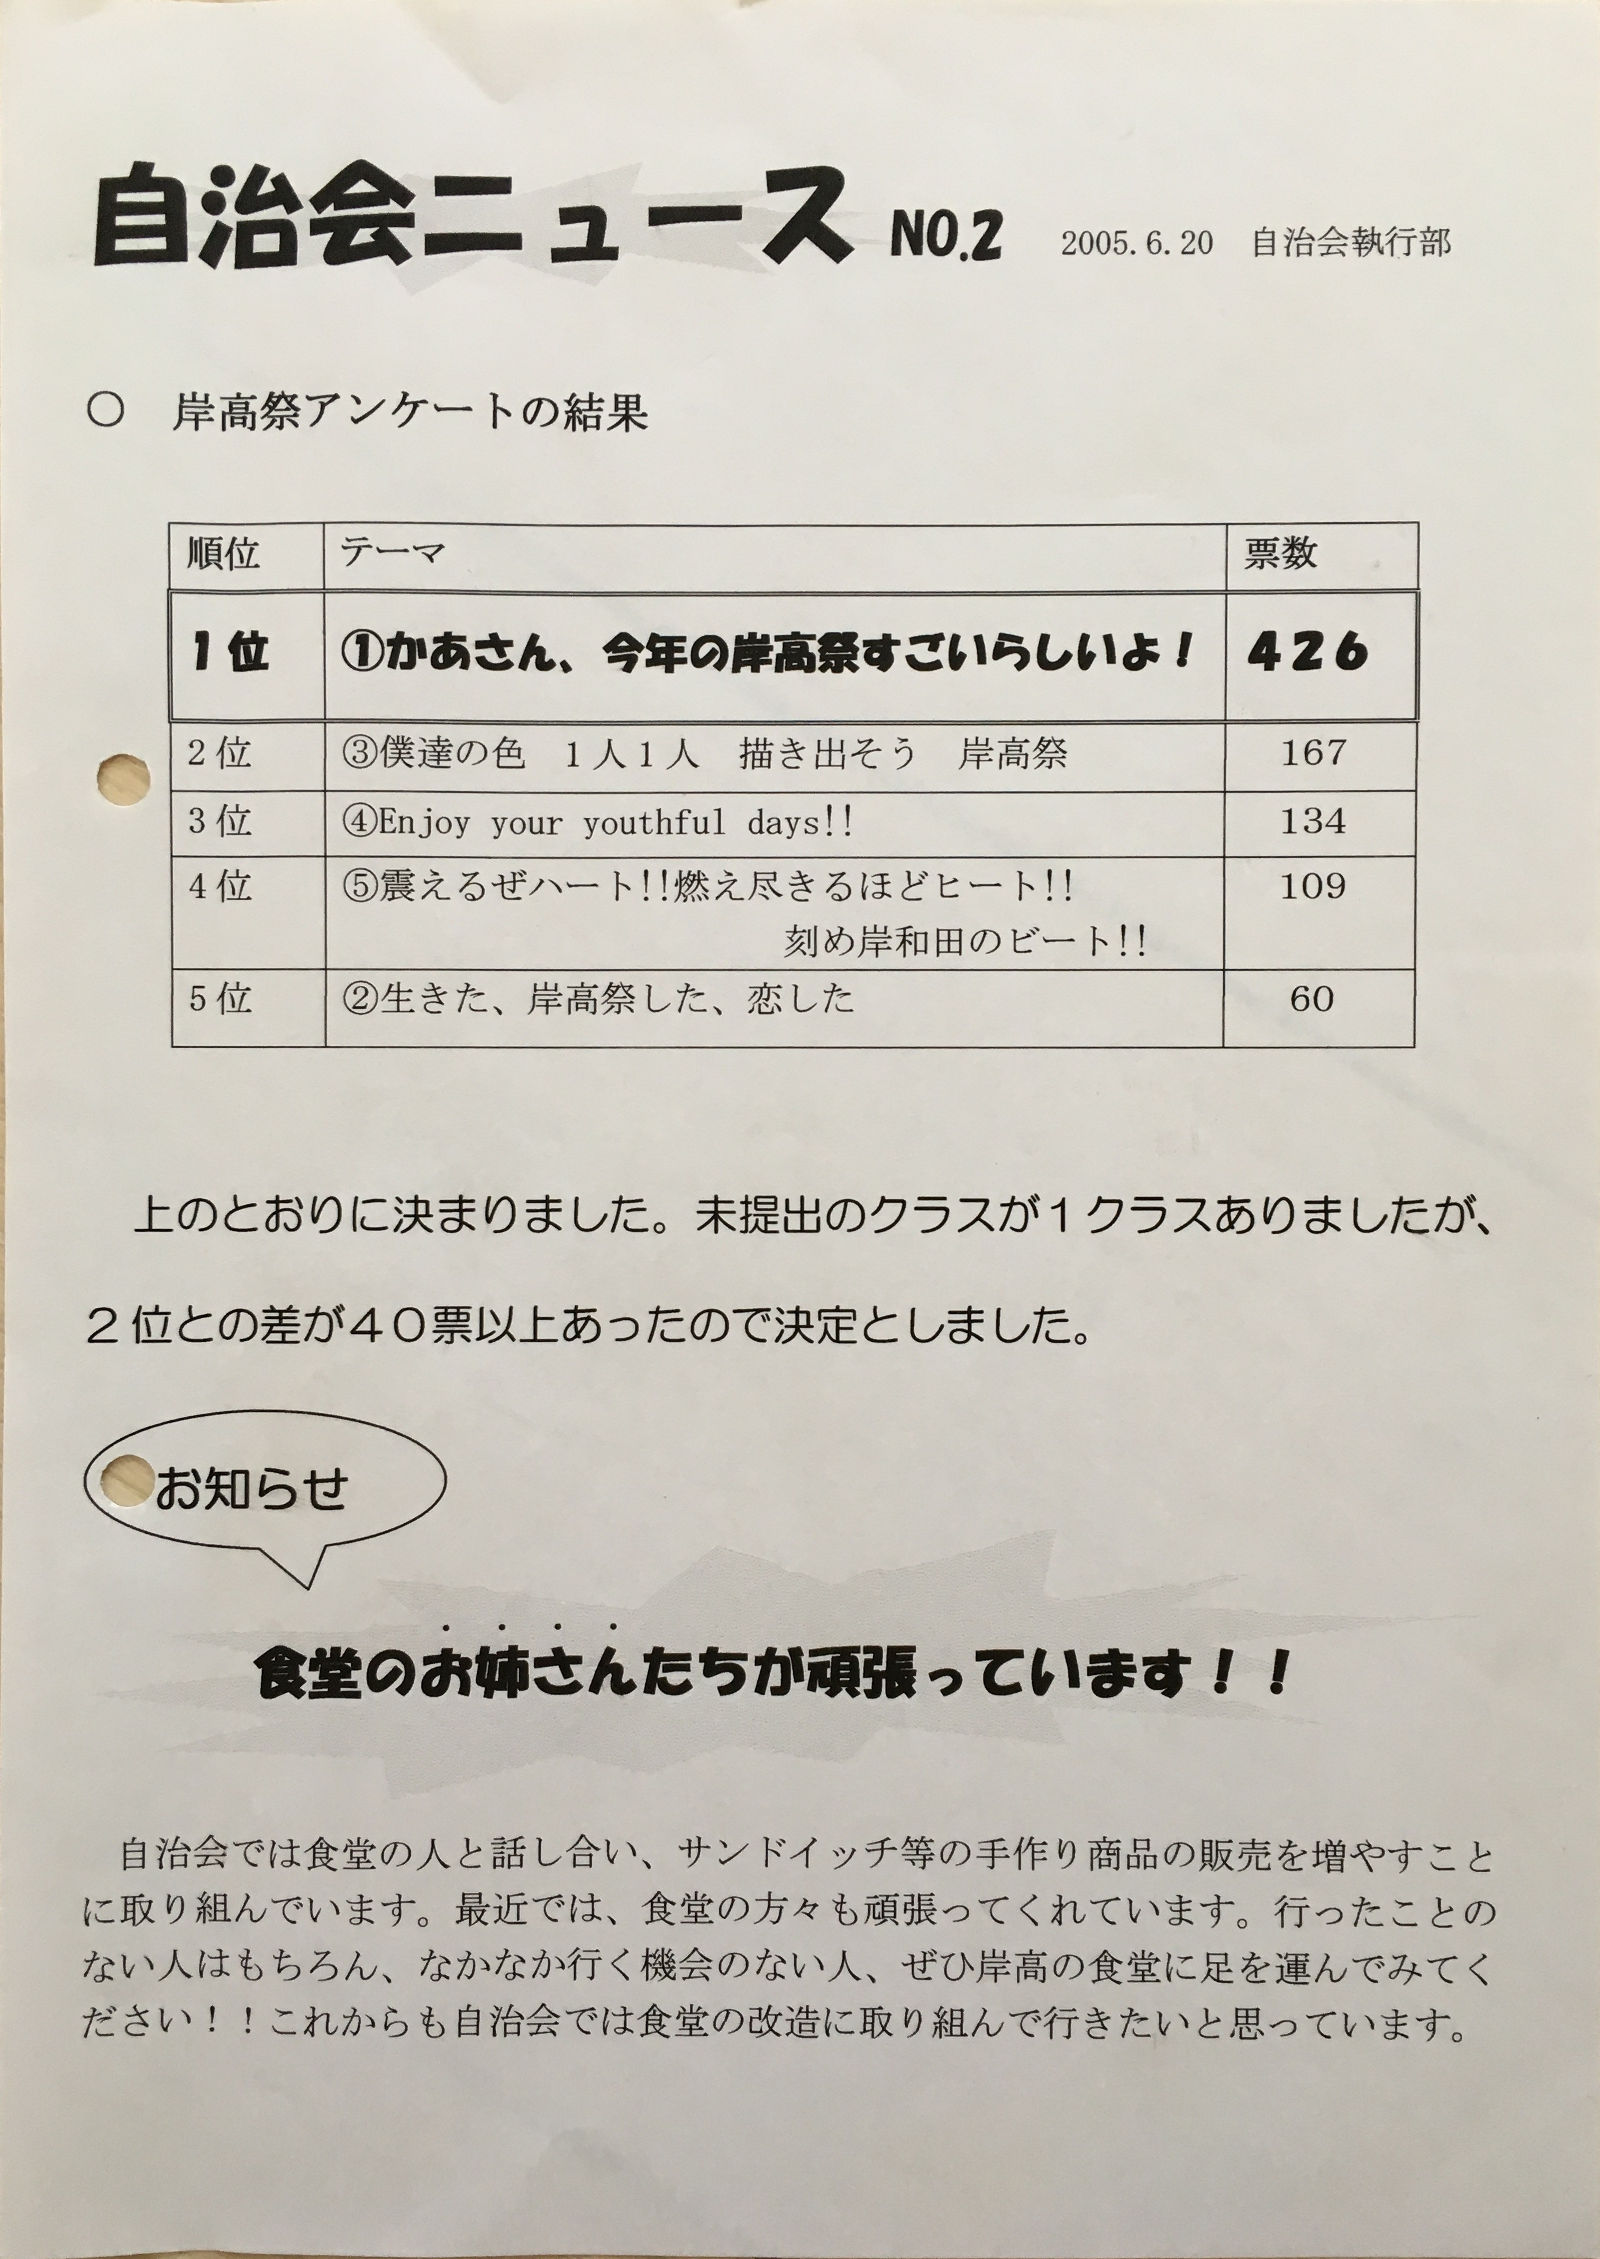 自治会ニュース NO.2　2005.6.20　自治会執行部
○　岸高祭アンケートの結果
順位　テーマ　票数
1位　①かあさん、今年の岸高祭すごいらしいよ！　426
2位　③僕達の色　1人1人　描き出そう　岸高祭　167
3位　④Enjoy your youthful days!!　134
4位　⑤震えるぜハート!!燃え尽きるほどヒート!!　109
刻め岸和田のビート!!
5位　②生きた、岸高祭した、恋した　60
上のとおりに決まりました。未提出のクラスが１クラスありましたが、
２位との差が４０票以上あったので決定としました。
お知らせ
食堂のお姉さんたちが頑張っています！！
自治会では食堂の人と話し合い、サンドイッチ等の手作り商品の販売を増やすこと
に取り組んでいます。最近では、食堂の方々も頑張ってくれています。行ったことの
ない人はもちろん、なかなか行く機会のない人、ぜひ岸高の食堂に足を運んでみてく
ださい！！これからも自治会では食堂の改造に取り組んで行きたいと思っています。